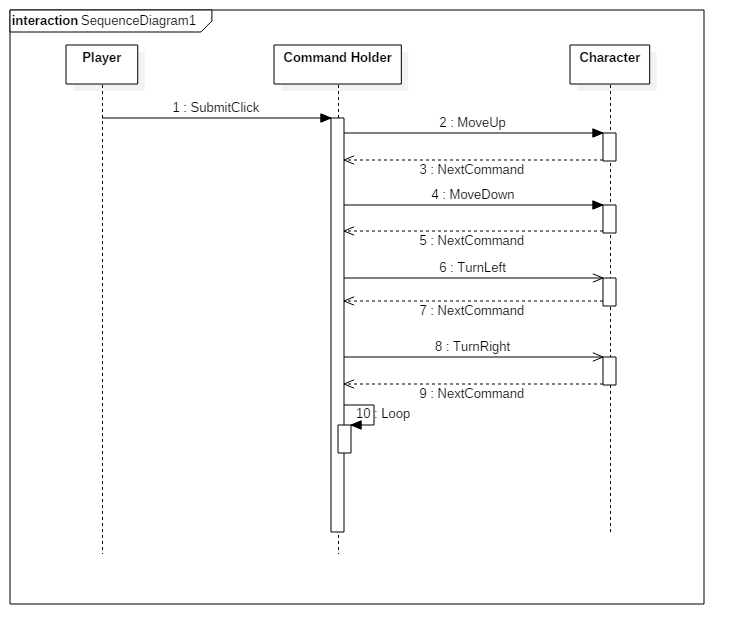 interaction SequenceDiagram1
Player
Command Holder
Character
1 : SubmitClick
2 : MoveUp
3 : NextCommand
4 : MoveDown
5 : NextCommand
6 : TurnLeft
7 : NextCommand
8 : TurnRight
9 : NextCommand
10 : Loop